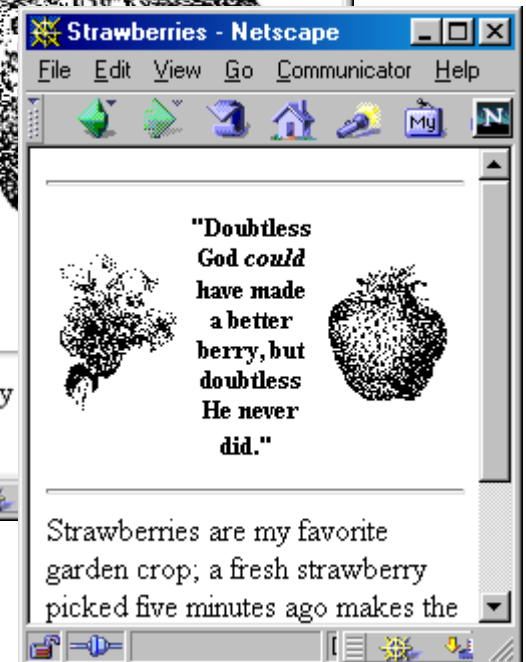 Strawberries - Netscape
File Edit View Go Communicator Help
My N
"Doubtless
God could
have made
a better
berry, but
doubtless
He never
did."
y
Strawberries are my favorite
garden crop; a fresh strawberry
picked five minutes ago makes the